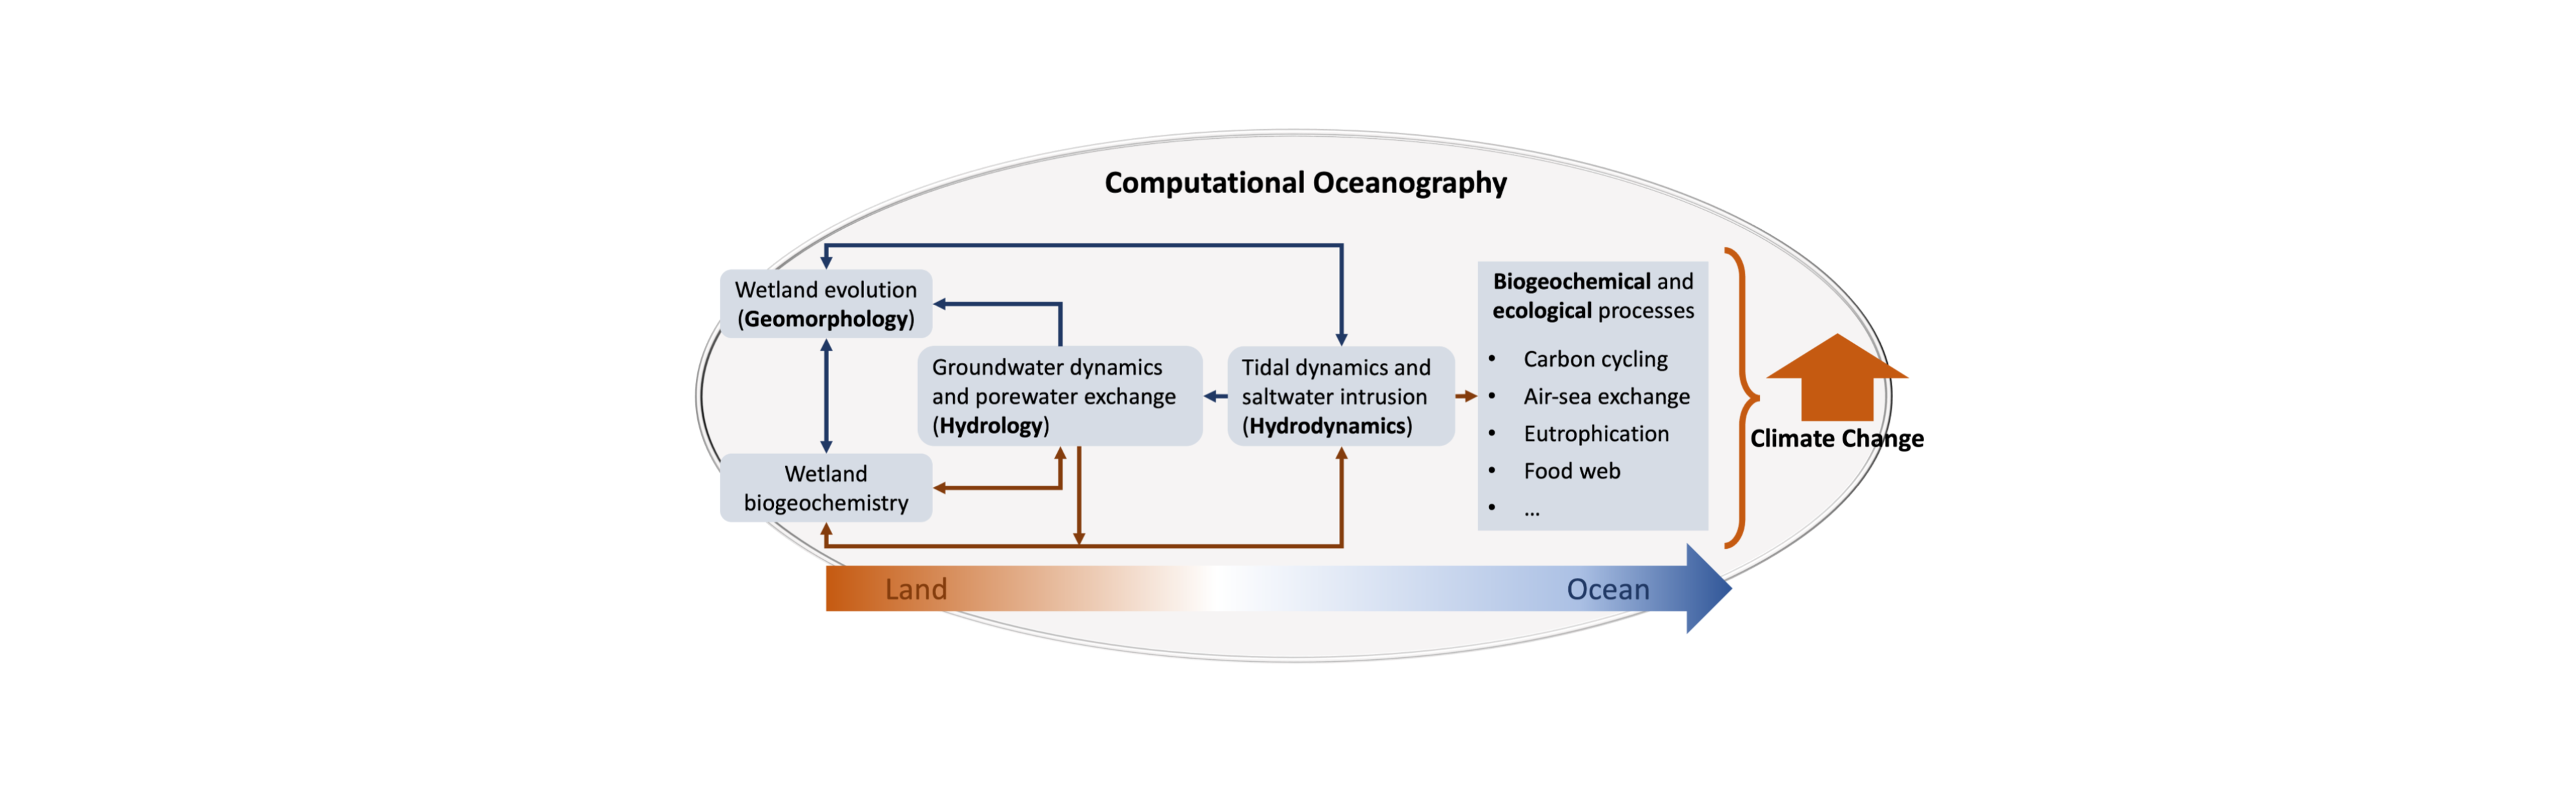 Computational Oceanography
Wetland evolution
(Geomorphology)
Groundwater dynamics
and porewater exchange
(Hydrology)
Tidal dynamics and
saltwater intrusion
(Hydrodynamics)
Wetland
biogeochemistry
Biogeochemical and
ecological processes
• Carbon cycling
• Air-sea exchange
• Eutrophication
• Food web
• ...
Climate Change
Land
Ocean